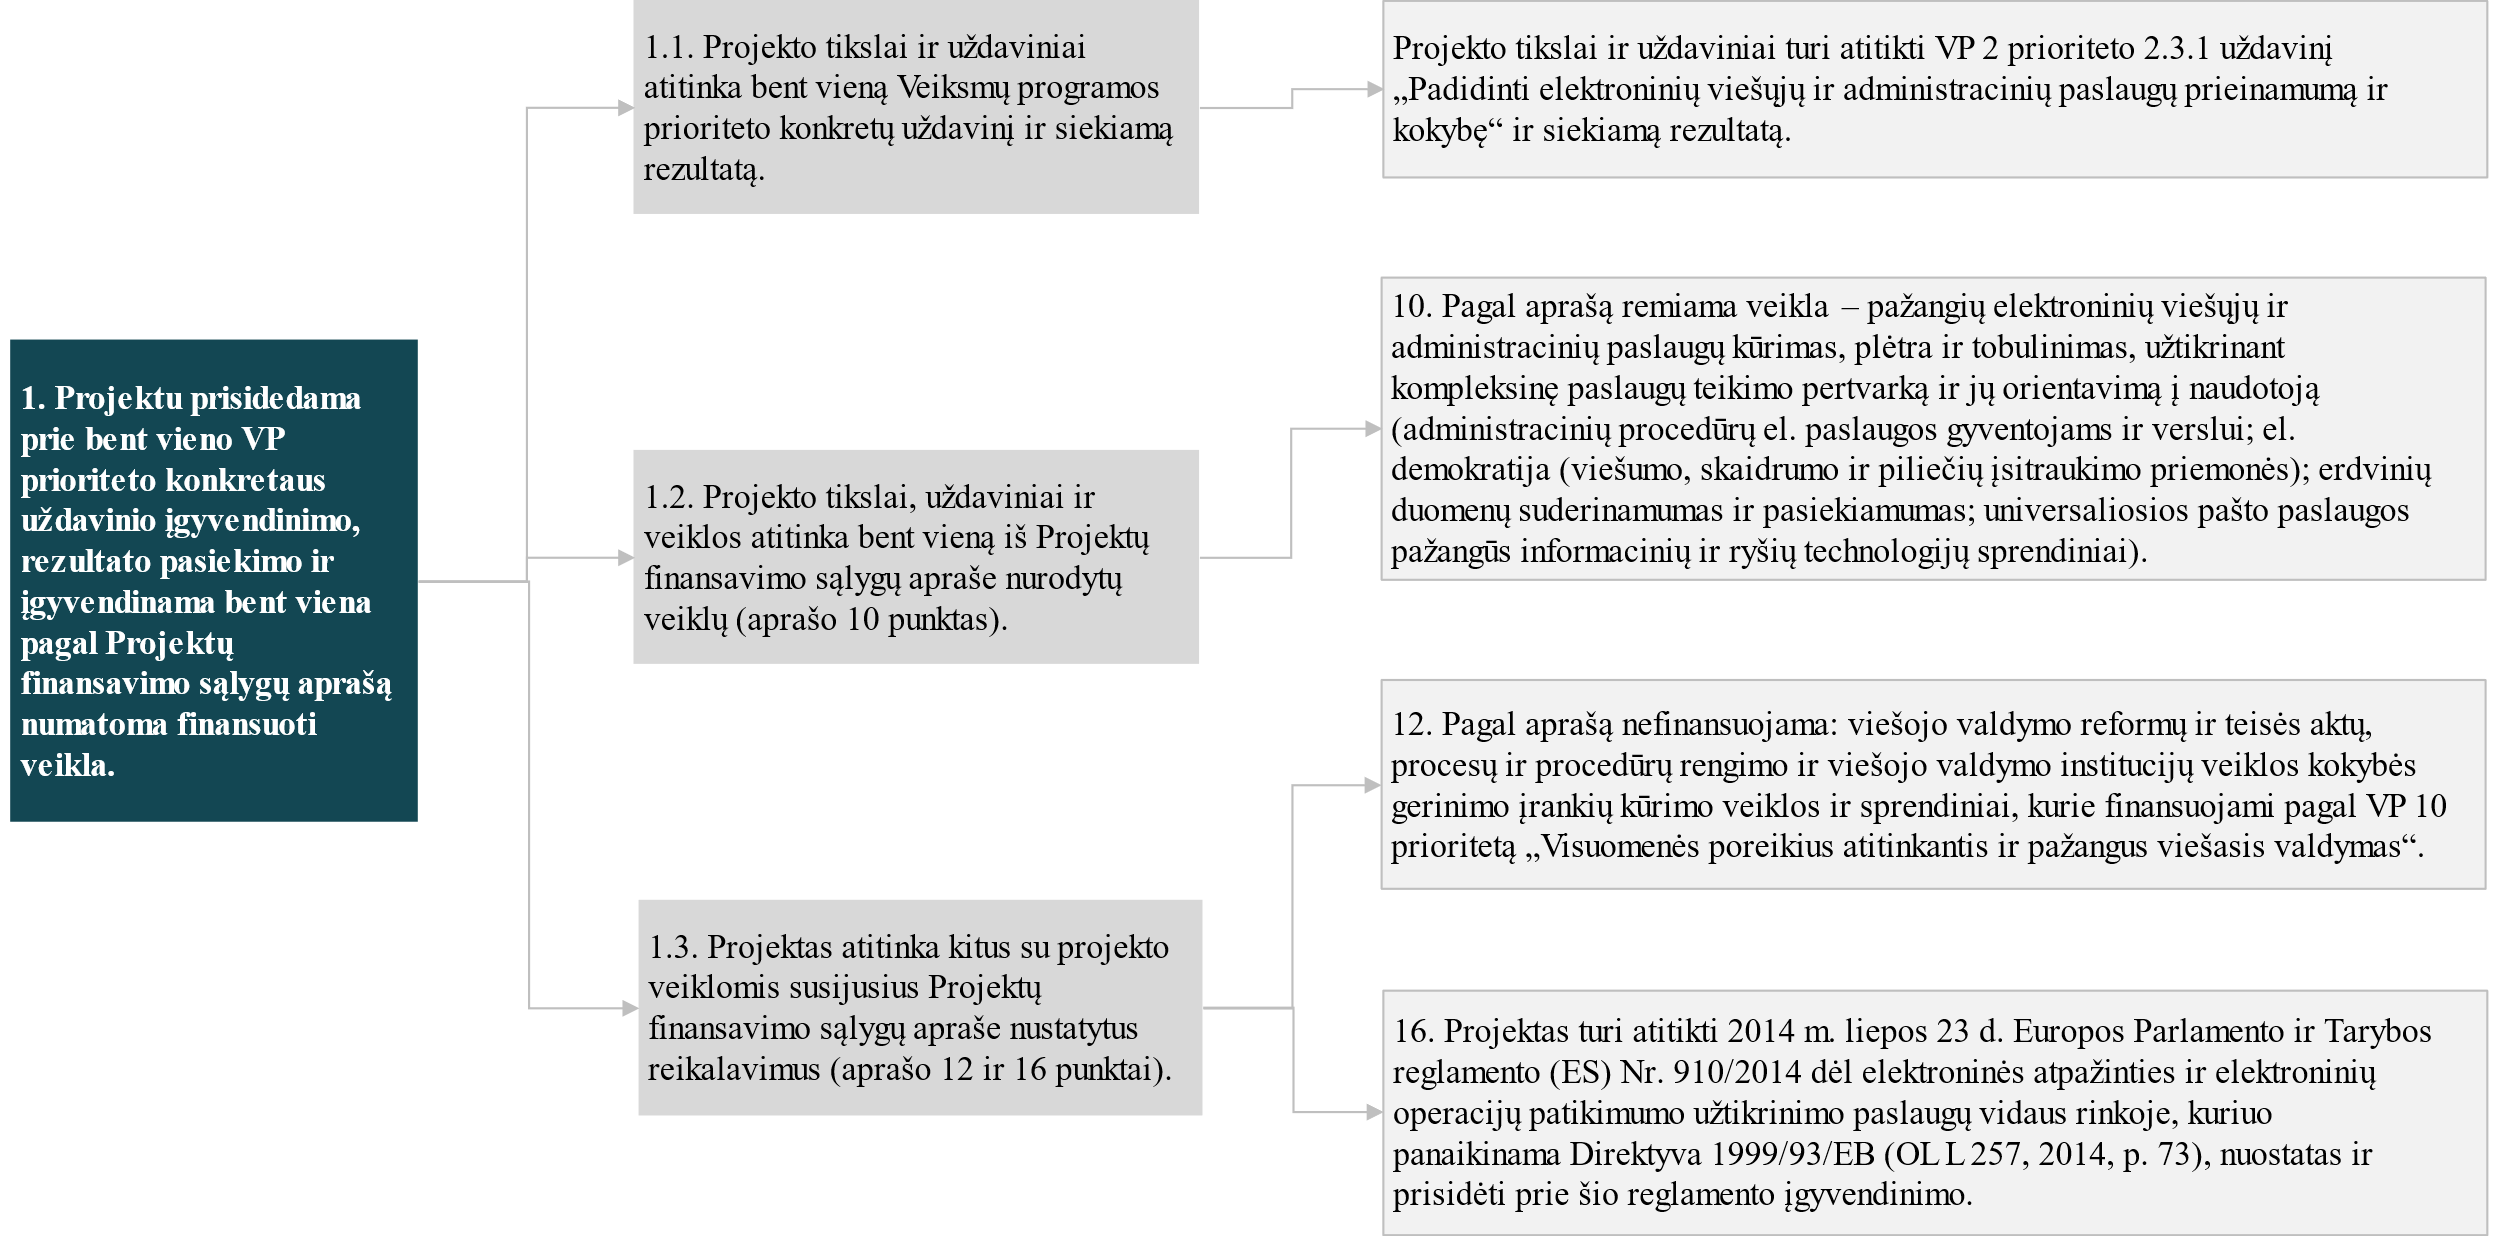 1. Projektu prisidedama
prie bent vieno VP
prioriteto konkretaus
uždavinio įgyvendinimo,
rezultato pasiekimo ir
įgyvendinama bent viena
pagal Projektų
finansavimo sąlygų aprašą
numatoma finansuoti
veikla.
1.1. Projekto tikslai ir uždaviniai
atitinka bent vieną Veiksmų programos
prioriteto konkretų uždavinį ir siekiamą
rezultatą.
Projekto tikslai ir uždaviniai turi atitikti VP 2 prioriteto 2.3.1 uždavinį
„Padidinti elektroninių viešųjų ir administracinių paslaugų prieinamumą ir
kokybę“ ir siekiamą rezultatą.
1.2. Projekto tikslai, uždaviniai ir
veiklos atitinka bent vieną iš Projektų
finansavimo sąlygų apraše nurodytų
veiklų (aprašo 10 punktas).
10. Pagal aprašą remiama veikla – pažangių elektroninių viešųjų ir
administracinių paslaugų kūrimas, plėtra ir tobulinimas, užtikrinant
kompleksinę paslaugų teikimo pertvarką ir jų orientavimą į naudotoją
(administracinių procedūrų el. paslaugos gyventojams ir verslui; el.
demokratija (viešumo, skaidrumo ir piliečių įsitraukimo priemonės); erdvinių
duomenų suderinamumas ir pasiekiamumas; universaliosios pašto paslaugos
pažangūs informacinių ir ryšių technologijų sprendiniai).
1.3. Projektas atitinka kitus su projekto
veiklomis susijusius Projektų
finansavimo sąlygų apraše nustatytus
reikalavimus (aprašo 12 ir 16 punktai).
12. Pagal aprašą nefinansuojama: viešojo valdymo reformų ir teisės aktų,
procesų ir procedūrų rengimo ir viešojo valdymo institucijų veiklos kokybės
gerinimo įrankių kūrimo veiklos ir sprendiniai, kurie finansuojami pagal VP 10
prioritetą „Visuomenės poreikius atitinkantis ir pažangus viešasis valdymas“.
16. Projektas turi atitikti 2014 m. liepos 23 d. Europos Parlamento ir Tarybos
reglamento (ES) Nr. 910/2014 dėl elektroninės atpažinties ir elektroninių
operacijų patikimumo užtikrinimo paslaugų vidaus rinkoje, kuriuo
panaikinama Direktyva 1999/93/EB (OL L 257, 2014, p. 73), nuostatas ir
prisidėti prie šio reglamento įgyvendinimo.